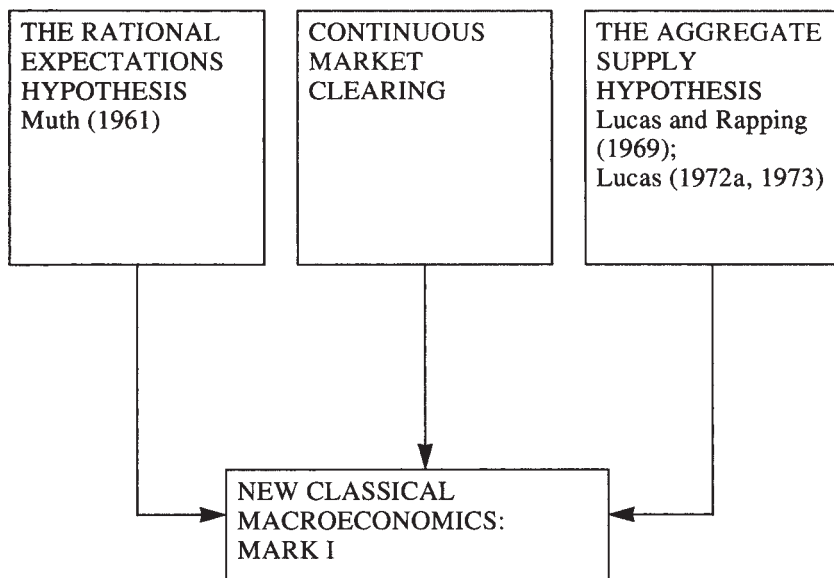 THE RATIONAL
EXPECTATIONS
HYPOTHESIS
Muth (1961)
CONTINUOUS
MARKET
CLEARING
THE AGGREGATE
SUPPLY
HYPOTHESIS
Lucas and Rapping
(1969);
Lucas (1972a, 1973)
NEW CLASSICAL
MACROECONOMICS:
MARK I